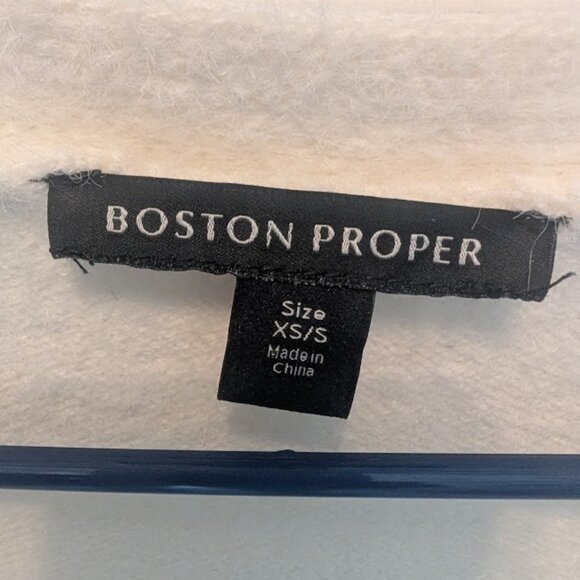 BOSTON PROPER
Size
XS/S
Made in
China